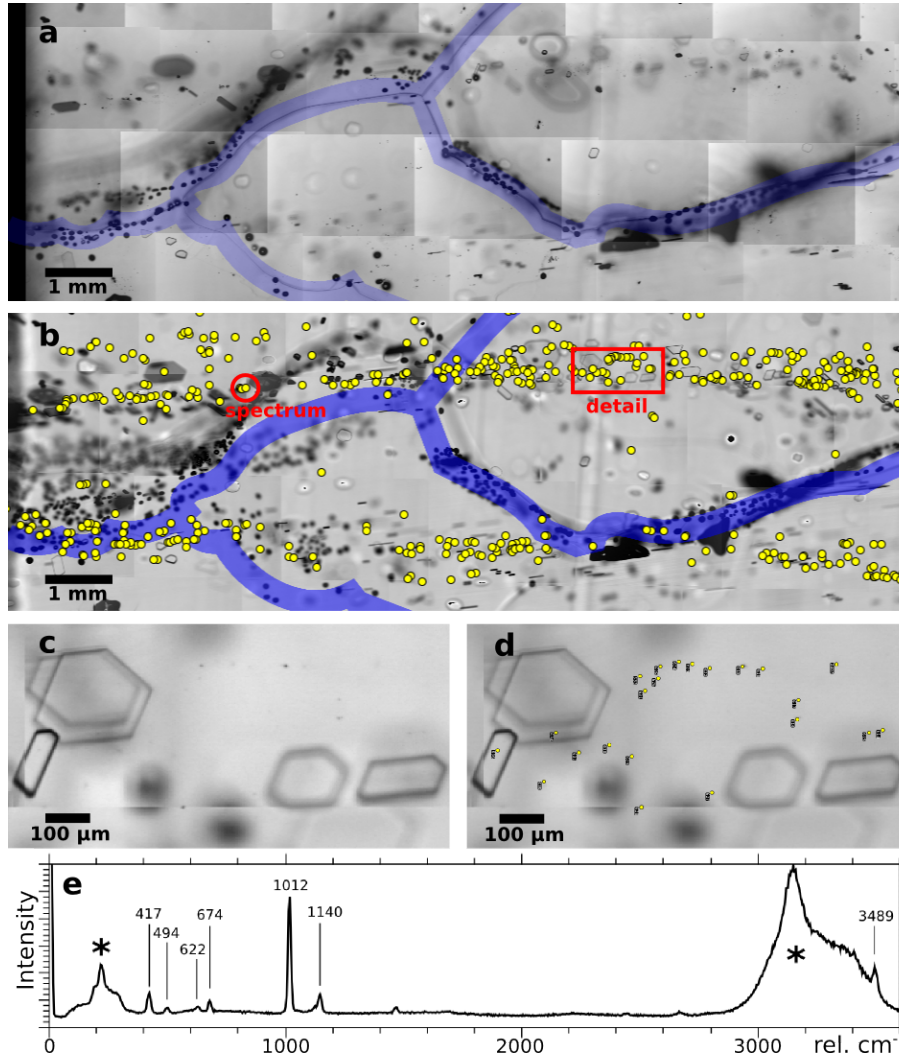 a
1 mm
b
spectrum
detail
1 mm
c
100 µm
d
100 µm
e
Intensity
*
417
494
622
674
1012
1140
*
3489
0
1000
2000
3000
rel. cm⁻